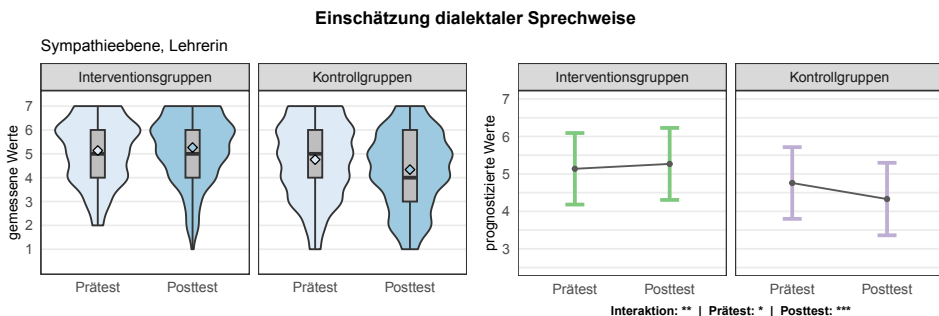 Einschätzung dialektaler Sprechweise
Sympathieebene, Lehrerin
Interventionsgruppen
Kontrollgruppen
gemessene Werte
7
6
5
4
3
2
1
Prätest
Posttest
Prätest
Posttest
Interventionsgruppen
Kontrollgruppen
prognostizierte Werte
7
6
5
4
3
Prätest
Posttest
Prätest
Posttest
Interaktion: ** | Prätest: * | Posttest: ***